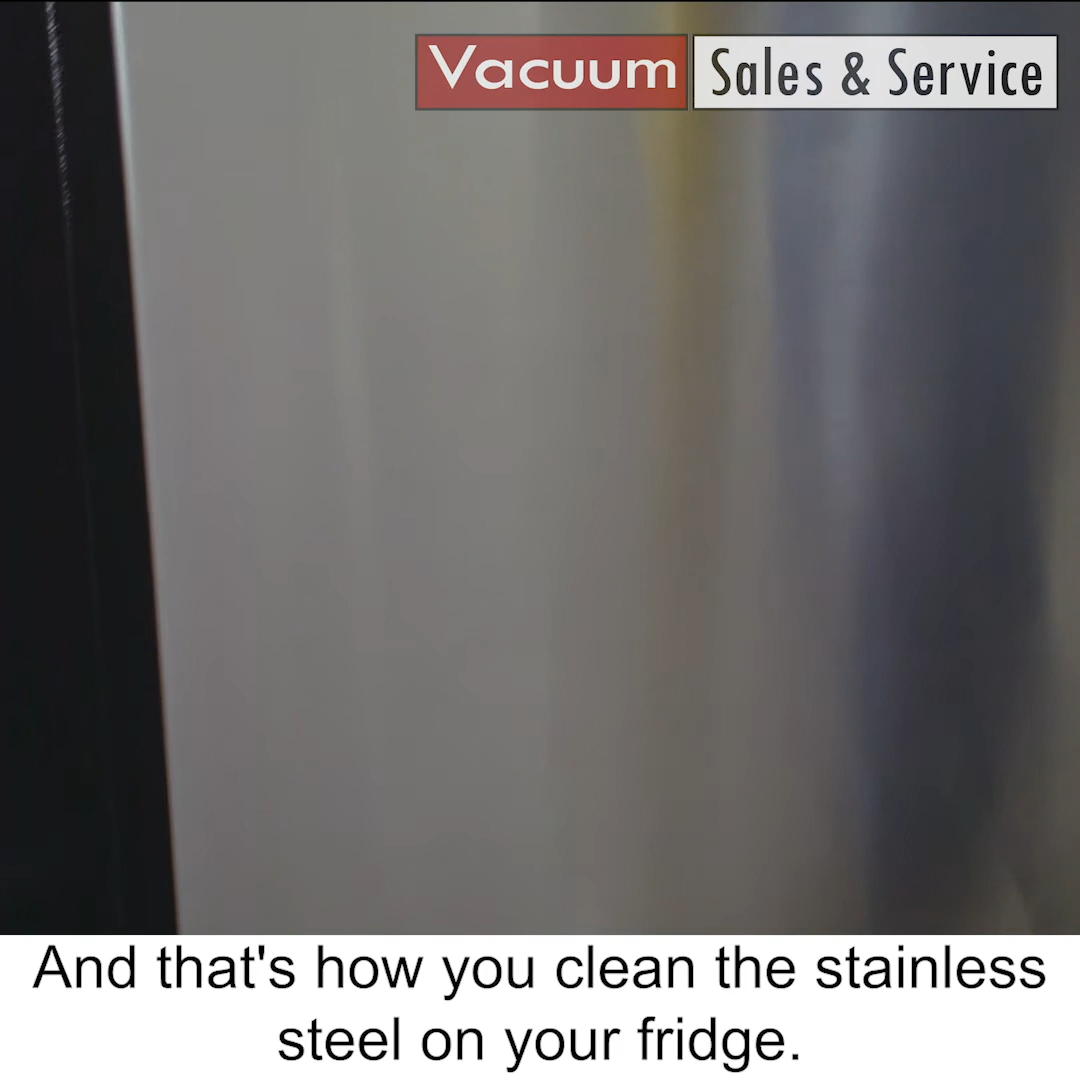 Vacuum Sales & Service
And that's how you clean the stainless
steel on your fridge.